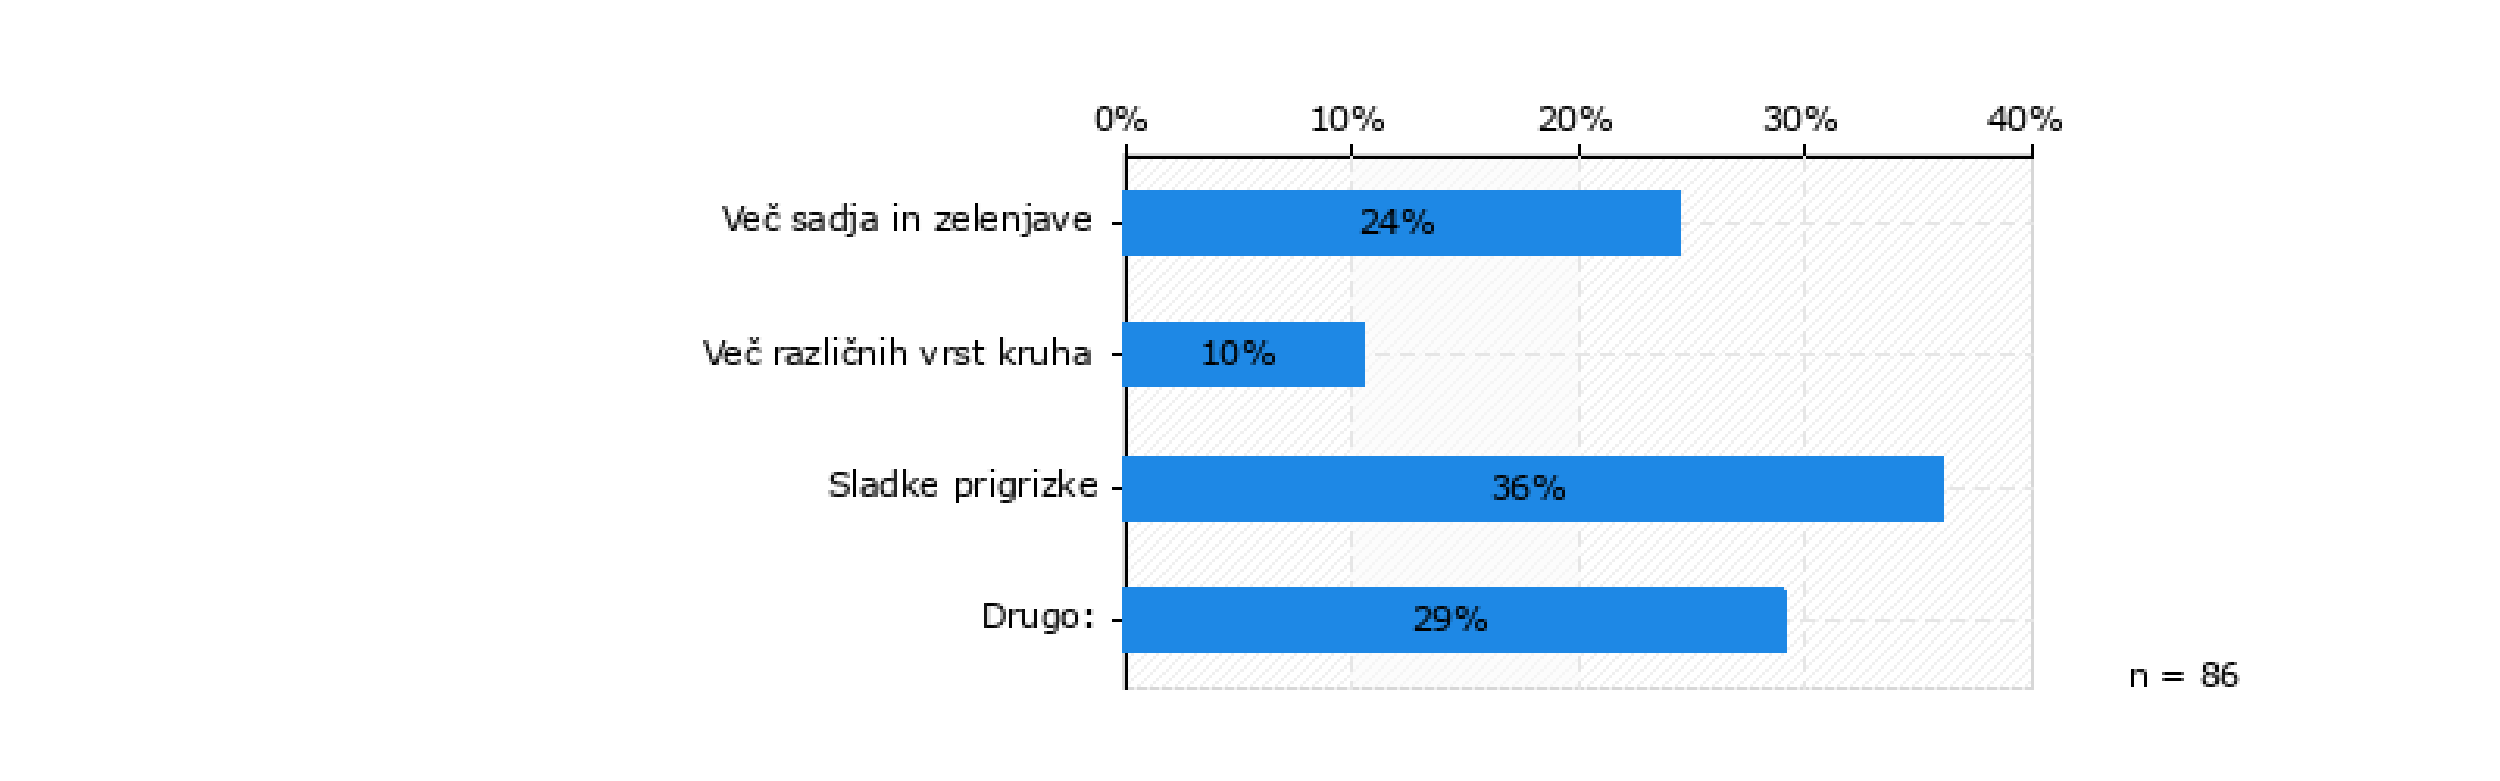 0% 10% 20% 30% 40%
Več sadja in zelenjave 24%
Več različnih vrst kruha 10%
Sladke prigrizke 36%
Drugo: 29%
n = 86